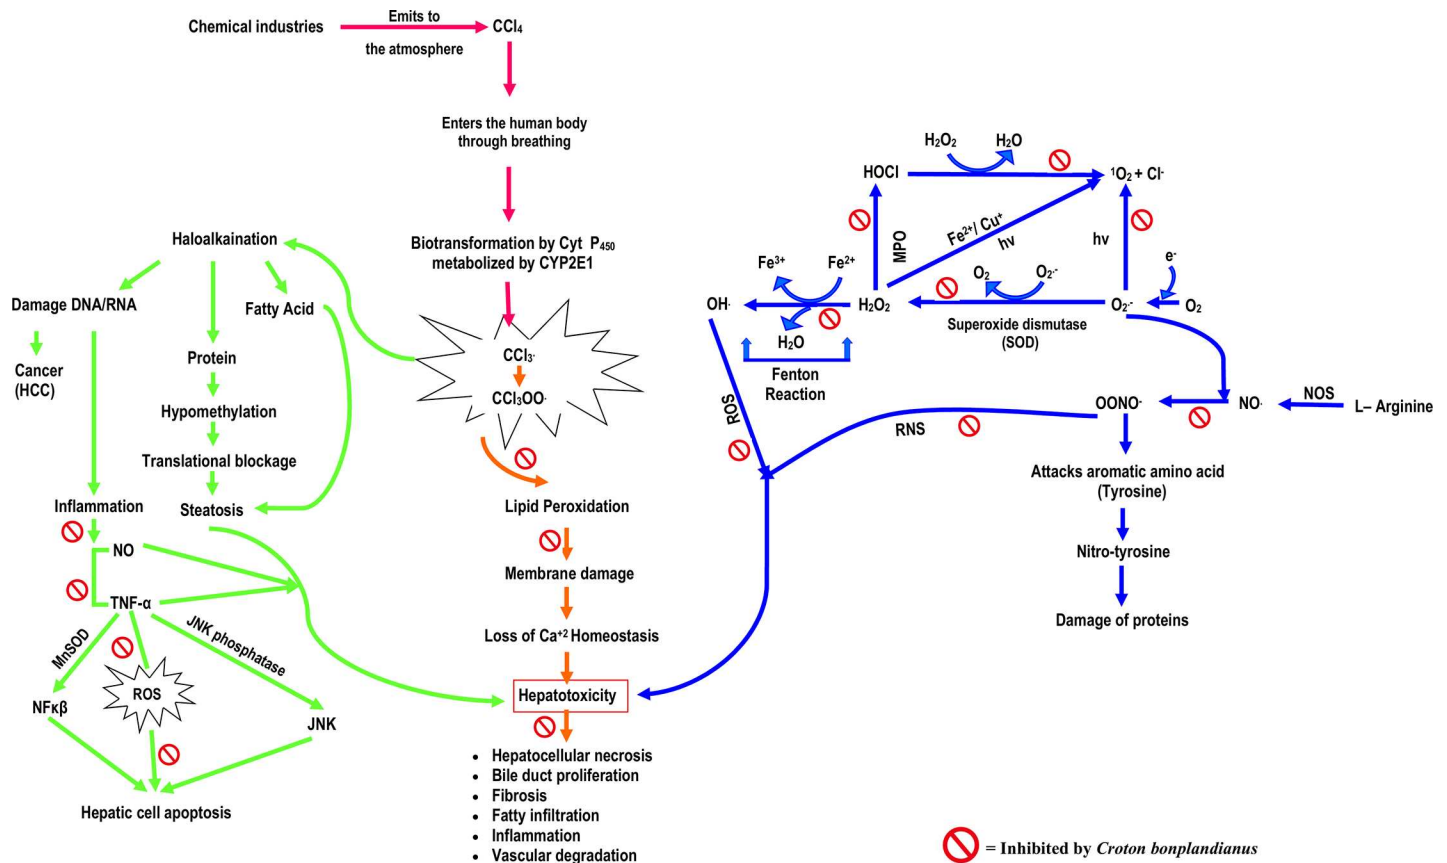 Chemical industries
Emits to
the atmosphere
CCl₄
Enters the human body
through breathing
Biotransformation by Cyt P₄₅₀
metabolized by CYP2E1
CCl₃·
CCl₃OO·
Lipid Peroxidation
Membrane damage
Loss of Ca⁺² Homeostasis
Hepatotoxicity
• Hepatocellular necrosis
• Bile duct proliferation
• Fibrosis
• Fatty infiltration
• Inflammation
• Vascular degradation
Haloalkaination
Damage DNA/RNA
Fatty Acid
Cancer
(HCC)
Protein
Hypomethylation
Translational blockage
Steatosis
Inflammation
NO
TNF-α
MnSOD
JNK phosphatase
ROS
NFκβ
JNK
Hepatic cell apoptosis
H₂O₂
H₂O
HOCl
¹O₂ + Cl⁻
MPO
Fe²⁺/ Cu⁺
hν
hν
Fe³⁺
Fe²⁺
O₂
O₂·⁻
e⁻
OH·
H₂O₂
O₂·⁻
O₂
H₂O
Superoxide dismutase
(SOD)
Fenton
Reaction
ROS
RNS
OONO⁻
NO·
NOS
L– Arginine
Attacks aromatic amino acid
(Tyrosine)
Nitro-tyrosine
Damage of proteins
= Inhibited by Croton bonplandianus